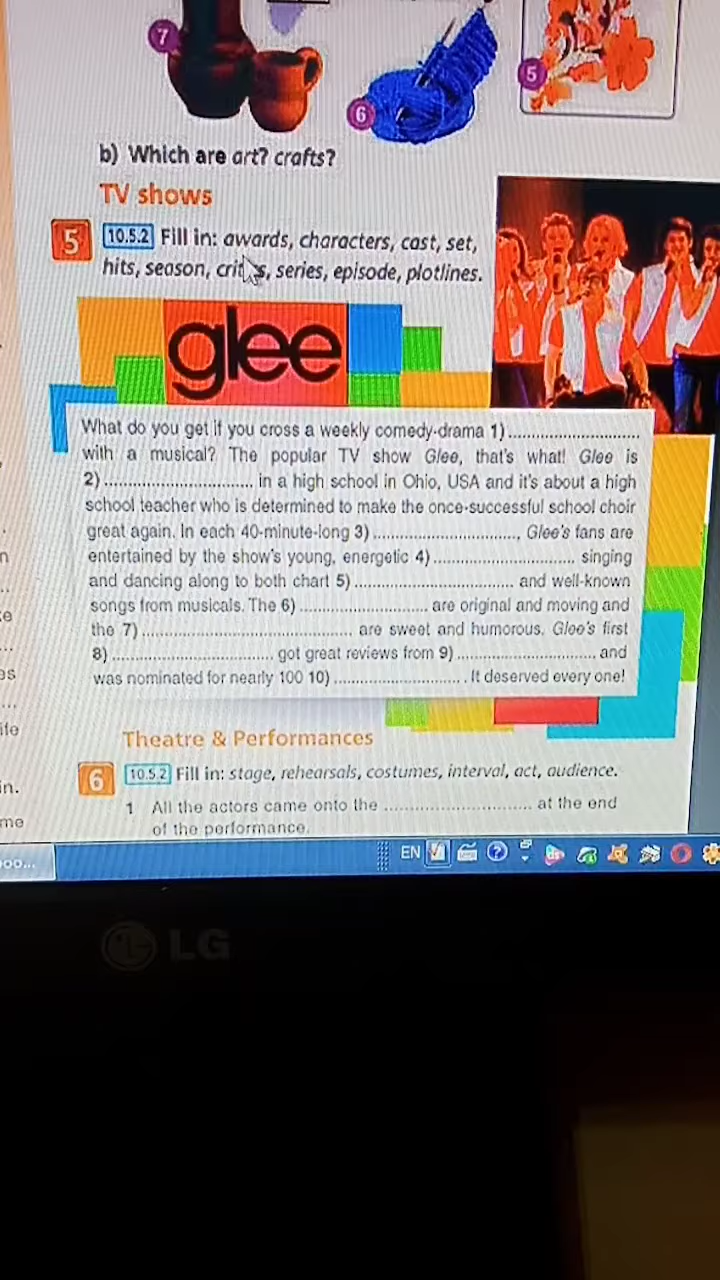 7
6
5
b) Which are art? crafts?
TV shows
5 10.5.2 Fill in: awards, characters, cast, set,
hits, season, critics, series, episode, plotlines.
glee
What do you get if you cross a weekly comedy-drama 1)..............................
with a musical? The popular TV show Glee, that's what! Glee is
2)................................. in a high school in Ohio, USA and it's about a high
school teacher who is determined to make the once-successful school choir
great again. In each 40-minute-long 3) ................................, Glee's fans are
entertained by the show's young, energetic 4) ................................ singing
and dancing along to both chart 5) ................................... and well-known
songs from musicals. The 6) ............................. are original and moving and
the 7) ............................................... are sweet and humorous. Glee's first
8) ..................................... got great reviews from 9) ............................... and
was nominated for nearly 100 10) ............................. . It deserved every one!
Theatre & Performances
6 10.5.2 Fill in: stage, rehearsals, costumes, interval, act, audience.
1 All the actors came onto the ................................. at the end
of the performance.
ife
in.
me
oo...
EN
LG